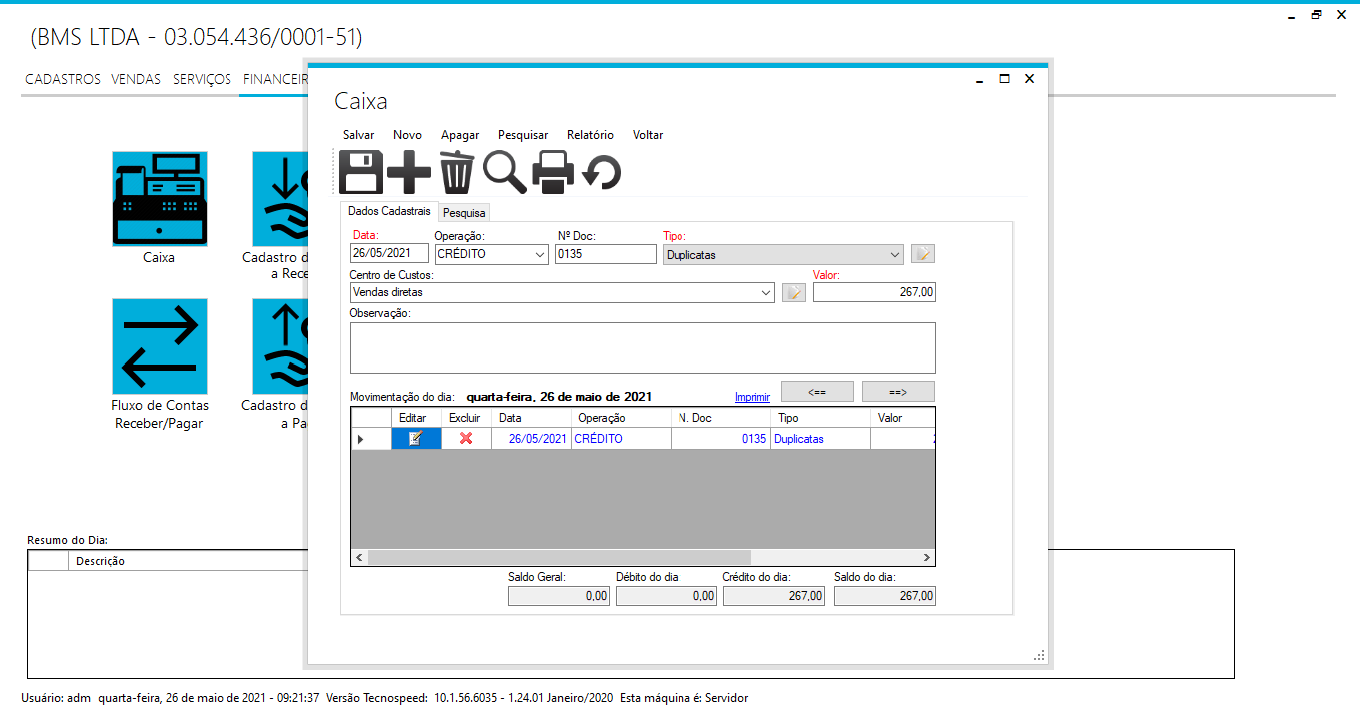 (BMS LTDA - 03.054.436/0001-51)
CADASTROS VENDAS SERVIÇOS FINANCEIR
Caixa
Cadastro d
a Rece
Fluxo de Contas
Receber/Pagar
Cadastro d
a Pa
Caixa
Salvar Novo Apagar Pesquisar Relatório Voltar
Dados Cadastrais Pesquisa
Data: Operação: Nº Doc: Tipo:
26/05/2021 CRÉDITO 0135 Duplicatas
Centro de Custos: Valor:
Vendas diretas 267,00
Observação:
Movimentação do dia: quarta-feira, 26 de maio de 2021 Imprimir <== ==>
Editar Excluir Data Operação N. Doc Tipo Valor
26/05/2021 CRÉDITO 0135 Duplicatas
Saldo Geral: Débito do dia Crédito do dia: Saldo do dia:
0,00 0,00 267,00 267,00
Resumo do Dia:
Descrição
Usuário: adm quarta-feira, 26 de maio de 2021 - 09:21:37 Versão Tecnospeed: 10.1.56.6035 - 1.24.01 Janeiro/2020 Esta máquina é: Servidor